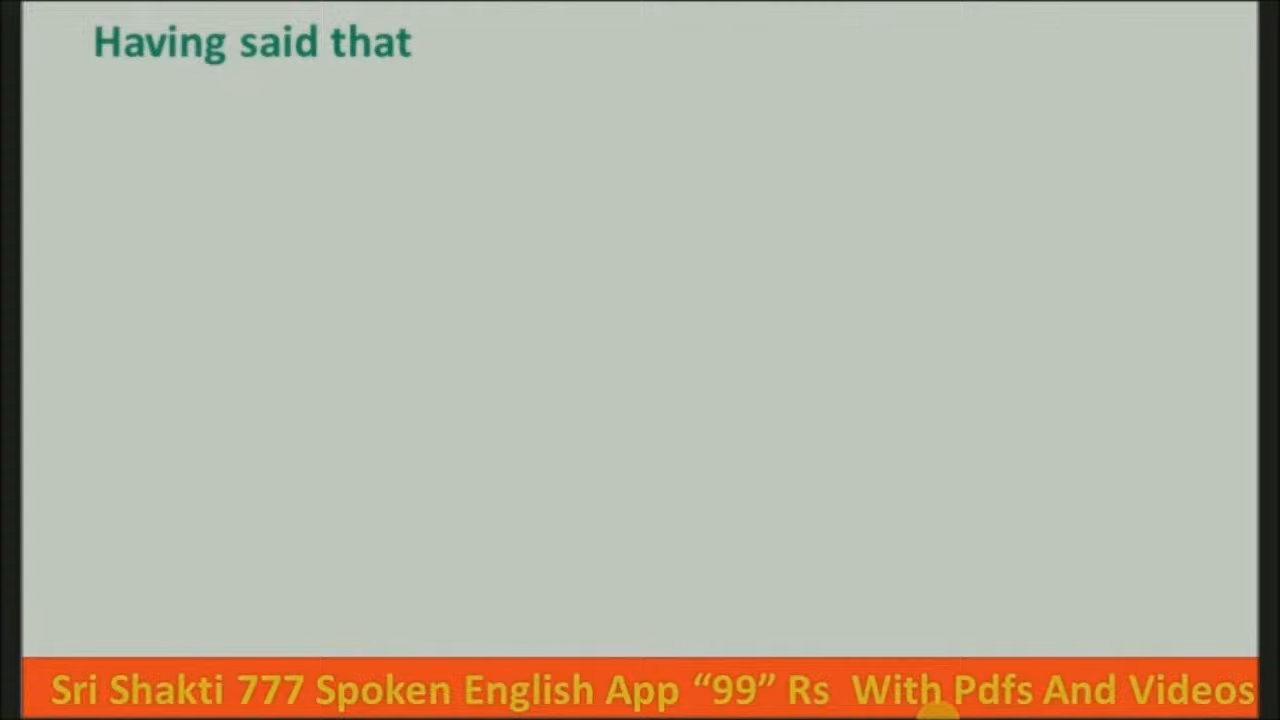 Having said that
Sri Shakti 777 Spoken English App “99” Rs With Pdfs And Videos